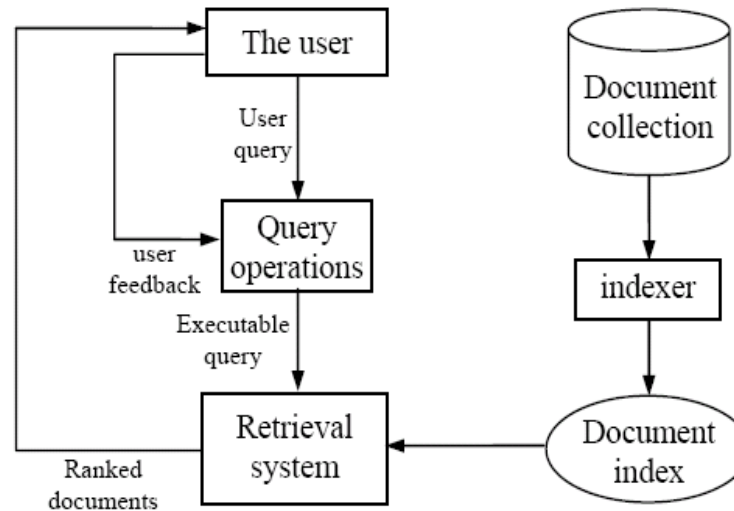 The user
Document
collection
User
query
Query
operations
user
feedback
indexer
Executable
query
Retrieval
system
Document
index
Ranked
documents